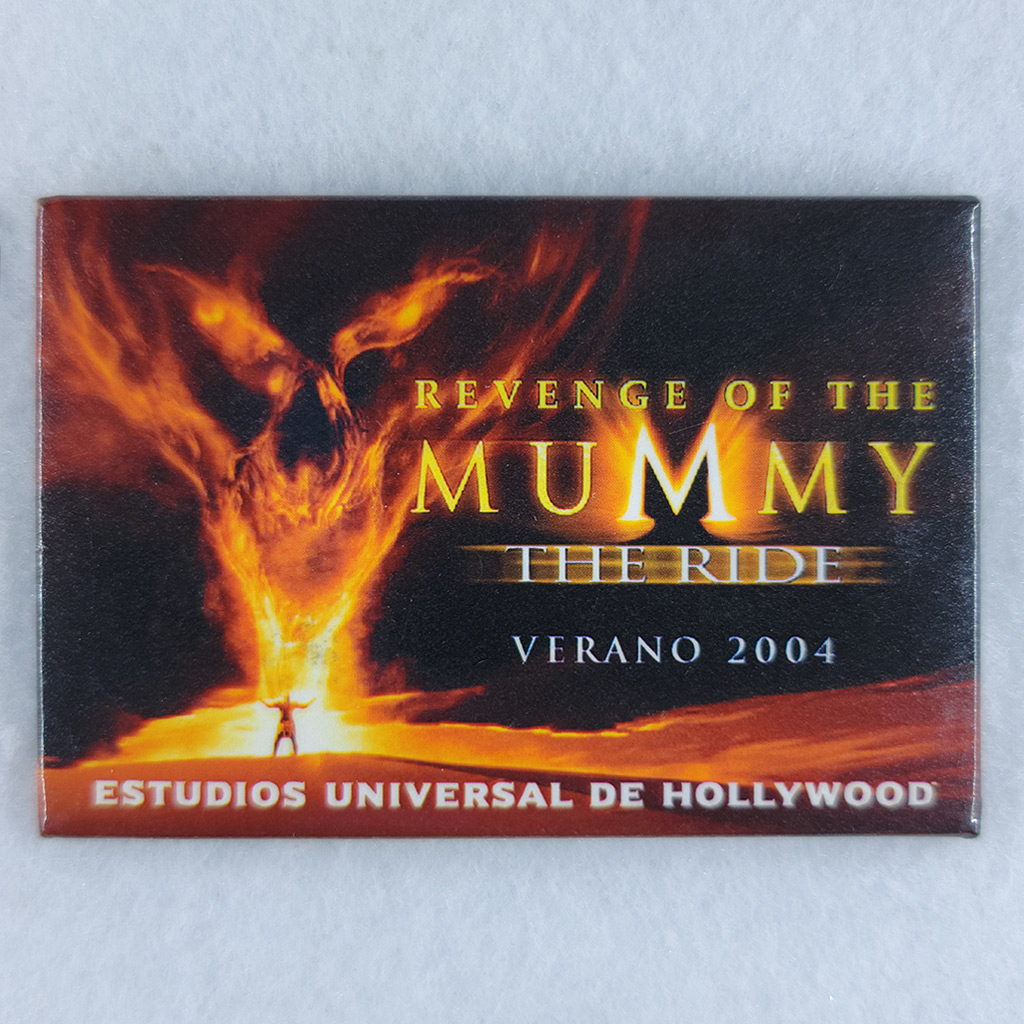 REVENGE OF THE
MUMMY
THE RIDE
VERANO 2004
ESTUDIOS UNIVERSAL DE HOLLYWOOD